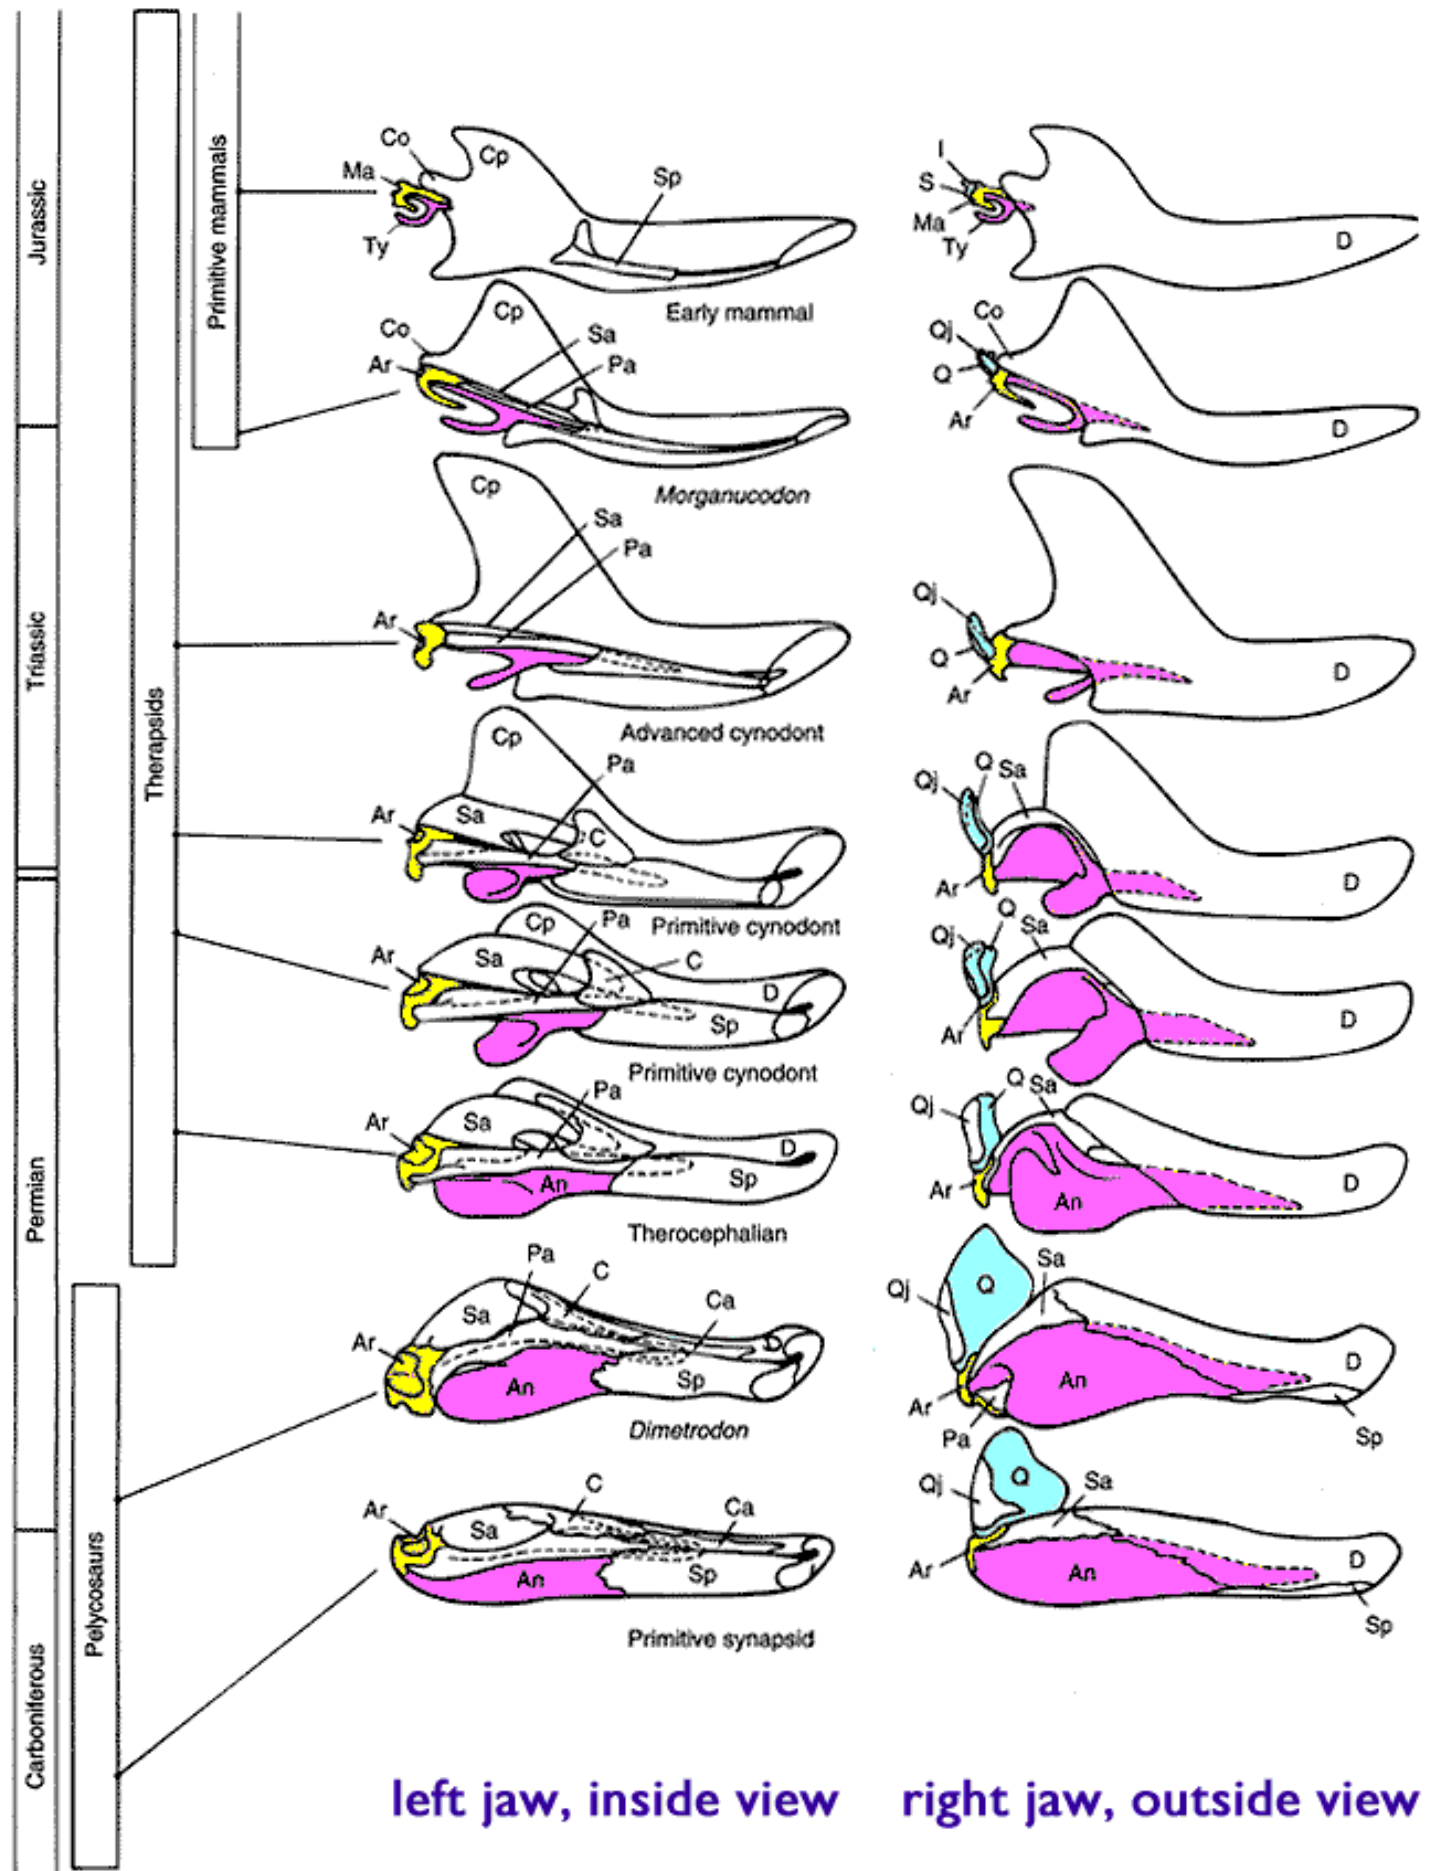 Jurassic
Triassic
Permian
Carboniferous
Therapsids
Pelycosaurs
Primitive mammals
Co
Cp
Ma
Sp
Ty
Early mammal
I
S
Ma
Ty
D
Co
Cp
Sa
Ar
Pa
Morganucodon
Qj
Co
Q
Ar
D
Cp
Sa
Pa
Ar
Advanced cynodont
Qj
Q
Ar
D
Cp
Pa
Ar
Sa
C
Primitive cynodont
Qj
Q
Sa
Ar
D
Cp
Pa
Ar
Sa
C
D
Sp
Primitive cynodont
Qj
Q
Sa
Ar
D
Pa
Ar
Sa
D
An
Sp
Therocephalian
Qj
Q
Sa
Ar
An
D
Pa
C
Sa
Ca
Ar
D
An
Sp
Dimetrodon
Q
Sa
Qj
An
D
Ar
Pa
Sp
C
Ar
Sa
Ca
An
Sp
Primitive synapsid
Q
Qj
Sa
Ar
An
D
Sp
left jaw, inside view
right jaw, outside view